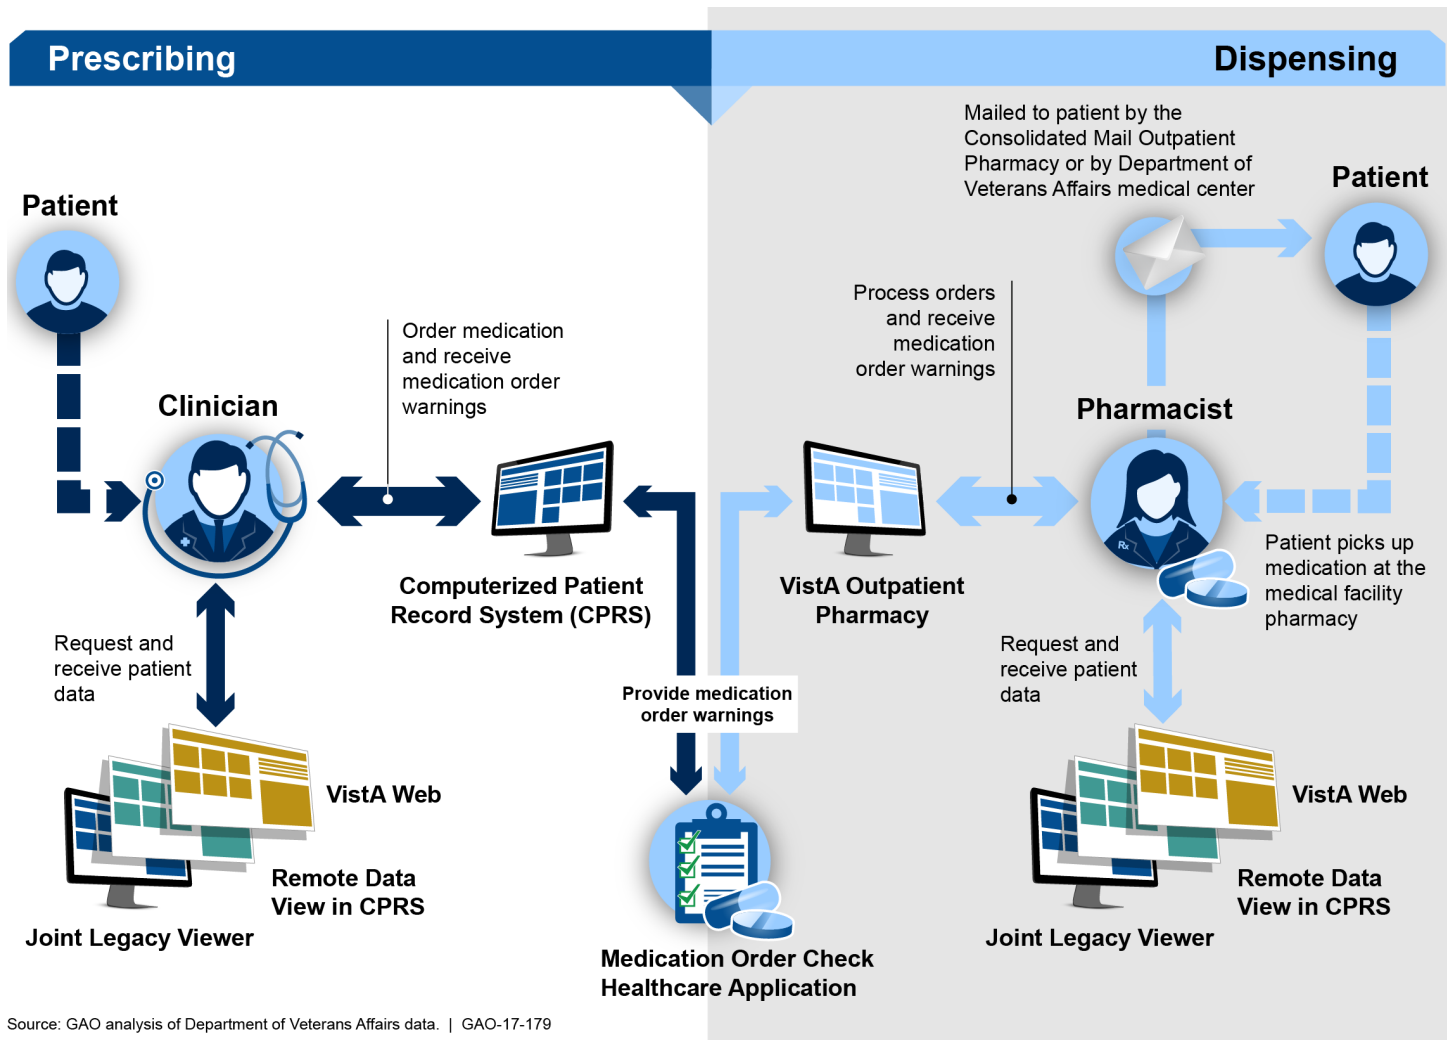 Prescribing
Dispensing
Mailed to patient by the
Consolidated Mail Outpatient
Pharmacy or by Department of
Veterans Affairs medical center
Patient
Patient
Clinician
Order medication
and receive
medication order
warnings
Process orders
and receive
medication
order warnings
Pharmacist
Rx
Computerized Patient
Record System (CPRS)
VistA Outpatient
Pharmacy
Patient picks up
medication at the
medical facility
pharmacy
Request and
receive patient
data
Provide medication
order warnings
Request and
receive patient
data
VistA Web
Remote Data
View in CPRS
Joint Legacy Viewer
Medication Order Check
Healthcare Application
VistA Web
Remote Data
View in CPRS
Joint Legacy Viewer
Source: GAO analysis of Department of Veterans Affairs data. | GAO-17-179